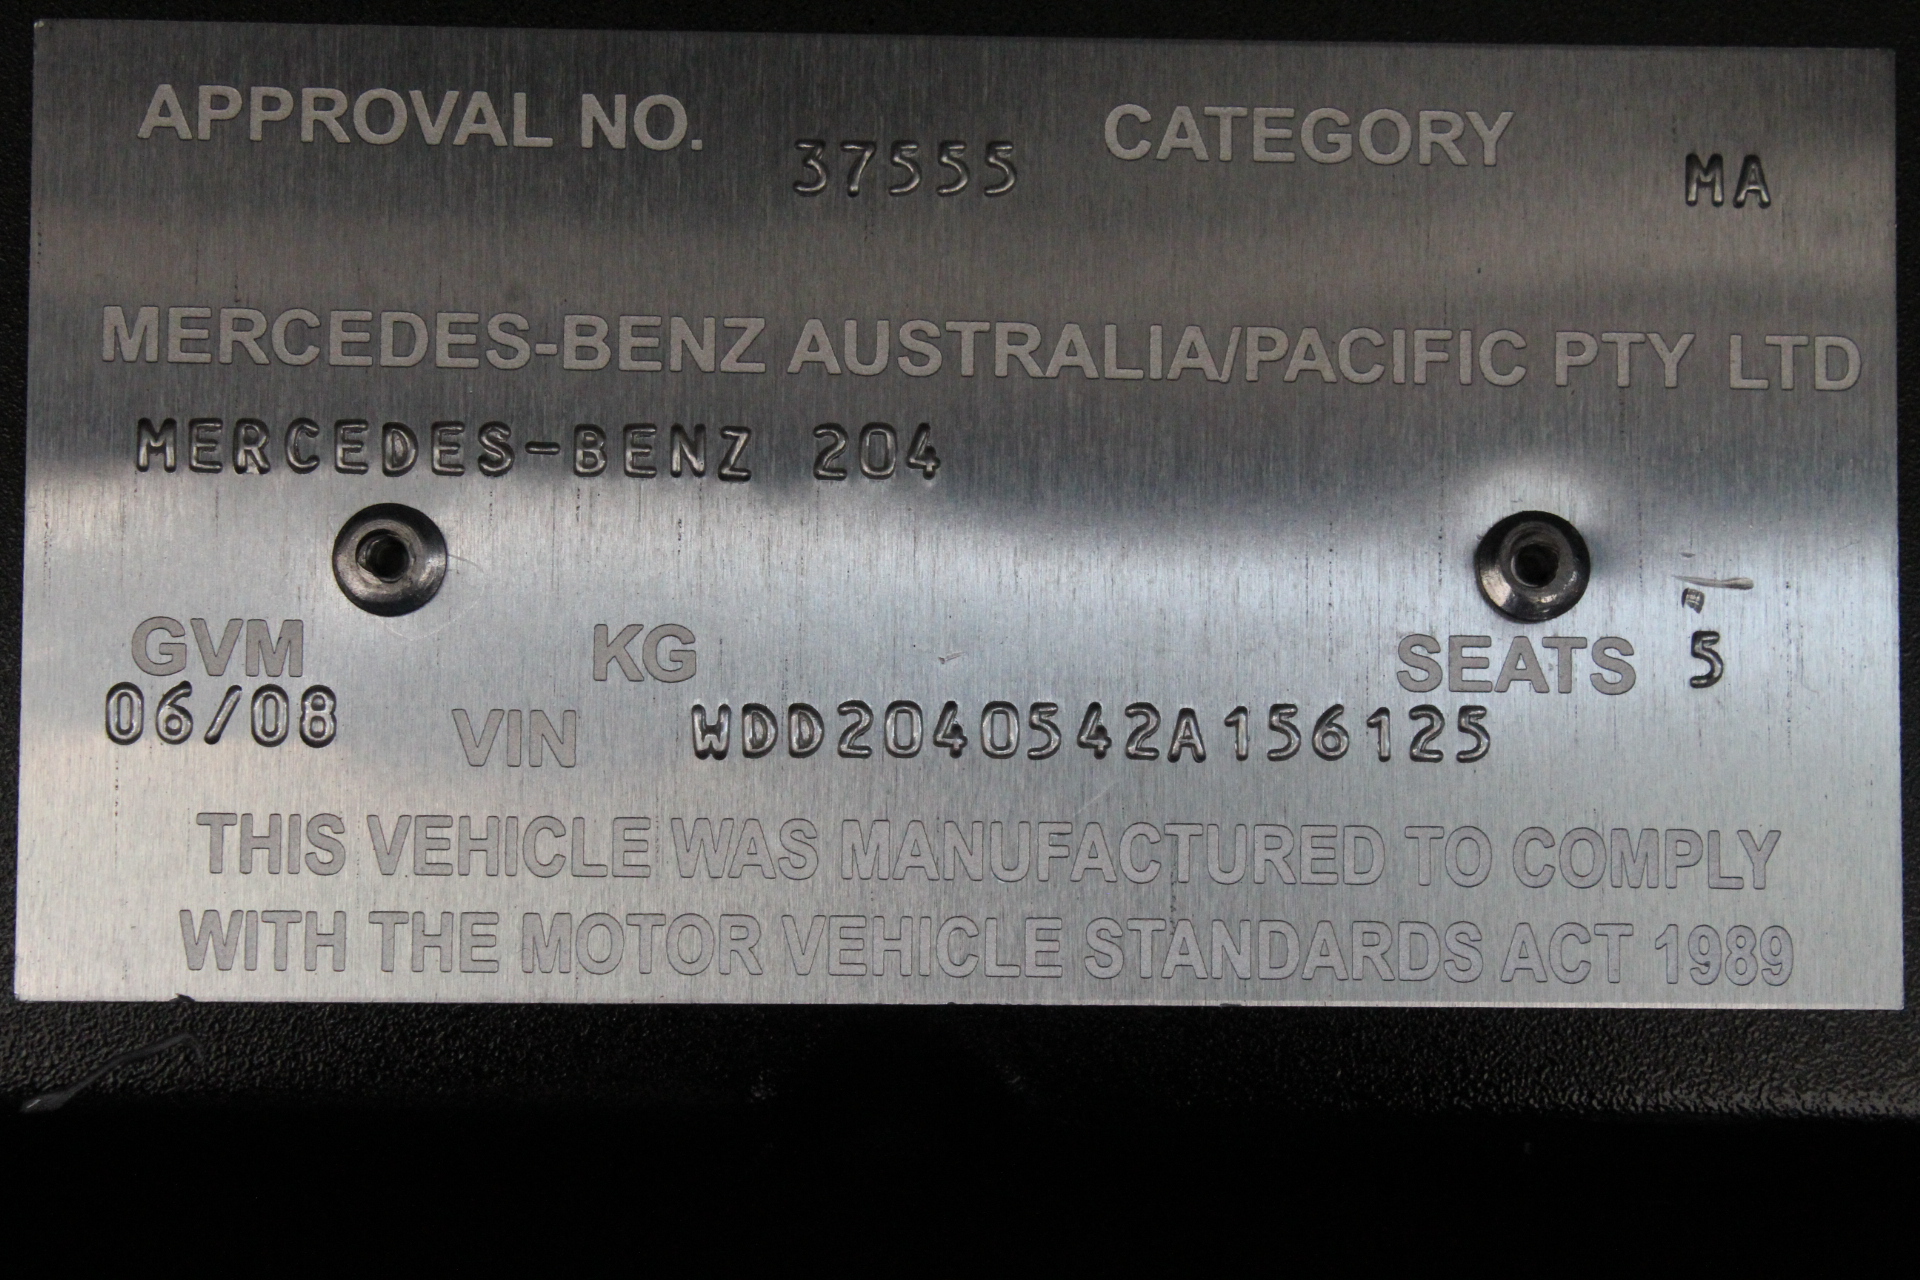 APPROVAL NO. 37555 CATEGORY MA
MERCEDES-BENZ AUSTRALIA/PACIFIC PTY LTD
MERCEDES-BENZ 204
GVM KG SEATS 5
06/08 VIN WDD2040542A156125
THIS VEHICLE WAS MANUFACTURED TO COMPLY
WITH THE MOTOR VEHICLE STANDARDS ACT 1989